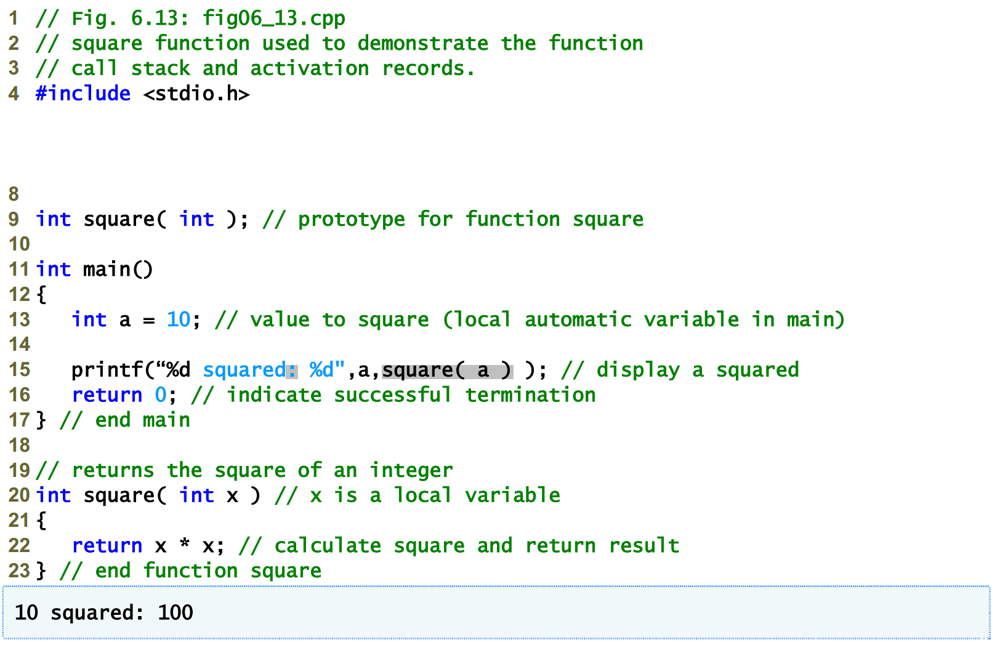 1 // Fig. 6.13: fig06_13.cpp
2 // square function used to demonstrate the function
3 // call stack and activation records.
4 #include <stdio.h>
8
9 int square( int ); // prototype for function square
10
11 int main()
12 {
13    int a = 10; // value to square (local automatic variable in main)
14
15    printf(“%d squared: %d",a,square( a ) ); // display a squared
16    return 0; // indicate successful termination
17 } // end main
18
19 // returns the square of an integer
20 int square( int x ) // x is a local variable
21 {
22    return x * x; // calculate square and return result
23 } // end function square
10 squared: 100